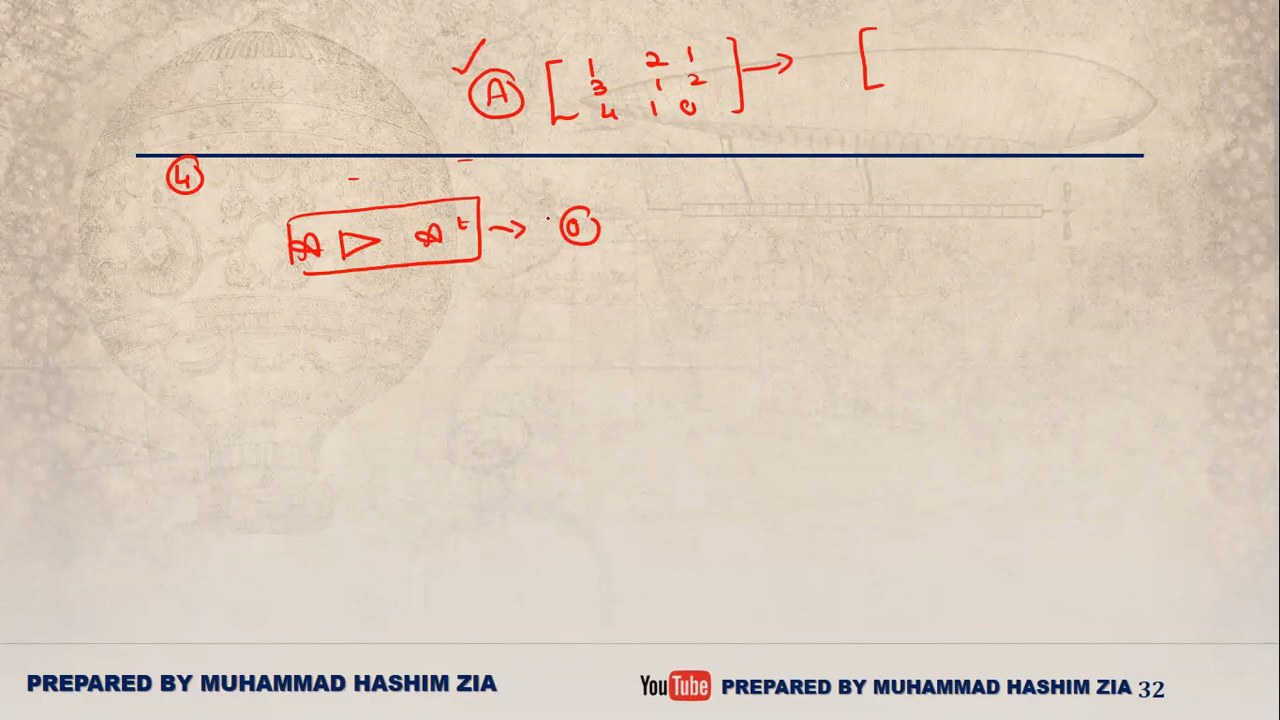 A [ 1 2 1 ] → [
3 1 2
4 1 0
4
A ▷ A t → 0
PREPARED BY MUHAMMAD HASHIM ZIA
YouTube PREPARED BY MUHAMMAD HASHIM ZIA 32